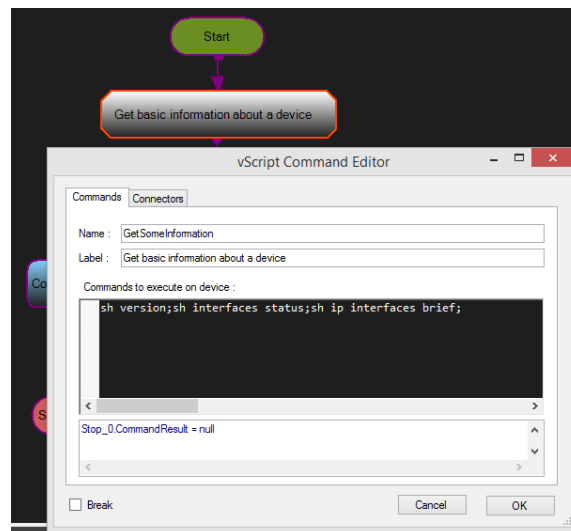 Start
Get basic information about a device
vScript Command Editor
Commands
Connectors
Name :
GetSomeInformation
Label :
Get basic information about a device
Commands to execute on device :
sh version;sh interfaces status;sh ip interfaces brief;
Co
S
Stop_0.CommandResult = null
Break
Cancel
OK